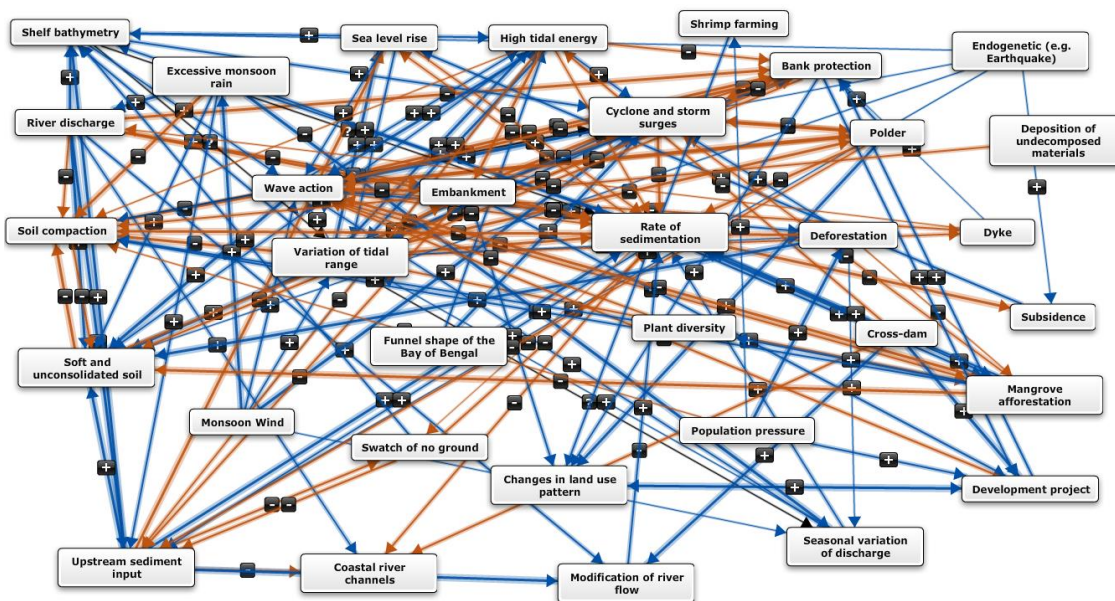 Shelf bathymetry
Sea level rise
High tidal energy
Shrimp farming
Endogenetic (e.g.
Earthquake)
Excessive monsoon
rain
Bank protection
River discharge
Cyclone and storm
surges
Polder
Deposition of
undecomposed
materials
Wave action
Embankment
Soil compaction
Variation of tidal
range
Rate of
sedimentation
Deforestation
Dyke
Subsidence
Soft and
unconsolidated soil
Funnel shape of the
Bay of Bengal
Plant diversity
Cross-dam
Mangrove
afforestation
Monsoon Wind
Swatch of no ground
Population pressure
Changes in land use
pattern
Development project
Upstream sediment
input
Coastal river
channels
Modification of river
flow
Seasonal variation
of discharge